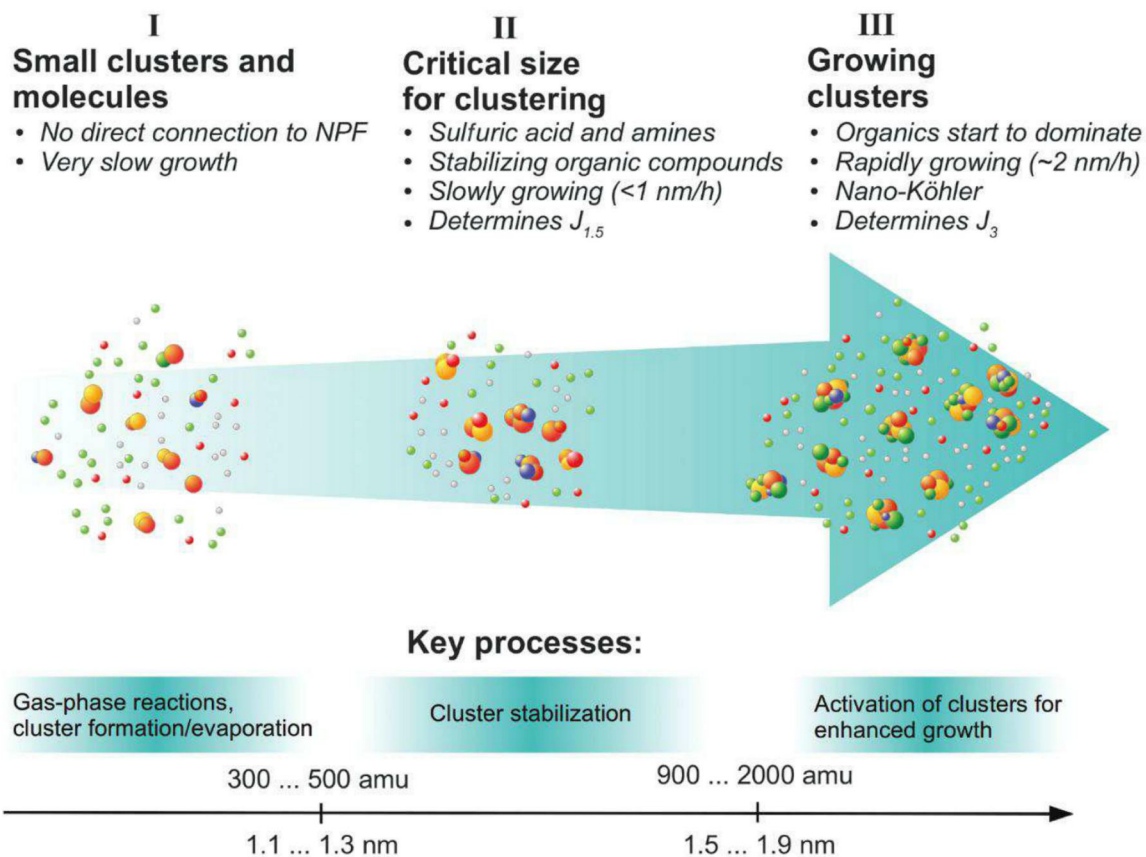 I
Small clusters and
molecules
• No direct connection to NPF
• Very slow growth
II
Critical size
for clustering
• Sulfuric acid and amines
• Stabilizing organic compounds
• Slowly growing (<1 nm/h)
• Determines J1.5
III
Growing
clusters
• Organics start to dominate
• Rapidly growing (~2 nm/h)
• Nano-Köhler
• Determines J3
Key processes:
Gas-phase reactions,
cluster formation/evaporation
Cluster stabilization
Activation of clusters for
enhanced growth
300 ... 500 amu
900 ... 2000 amu
1.1 ... 1.3 nm
1.5 ... 1.9 nm